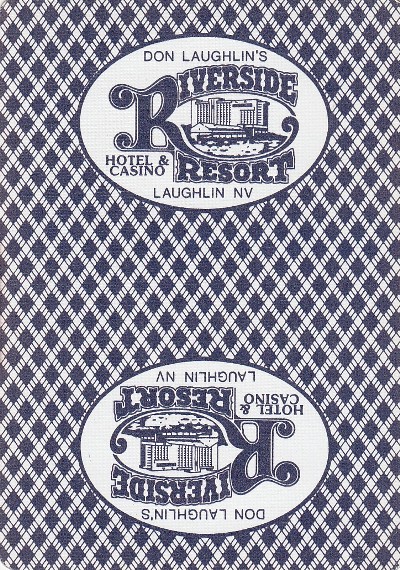 DON LAUGHLIN'S
RIVERSIDE
HOTEL &
CASINO
RESORT
LAUGHLIN NV
DON LAUGHLIN'S
RIVERSIDE
HOTEL &
CASINO
RESORT
LAUGHLIN NV